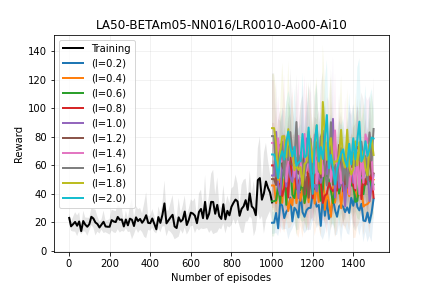 LA50-BETAm05-NN016/LR0010-Ao00-Ai10
Reward
140
120
100
80
60
40
20
0
Training
(l=0.2)
(l=0.4)
(l=0.6)
(l=0.8)
(l=1.0)
(l=1.2)
(l=1.4)
(l=1.6)
(l=1.8)
(l=2.0)
0 200 400 600 800 1000 1200 1400
Number of episodes